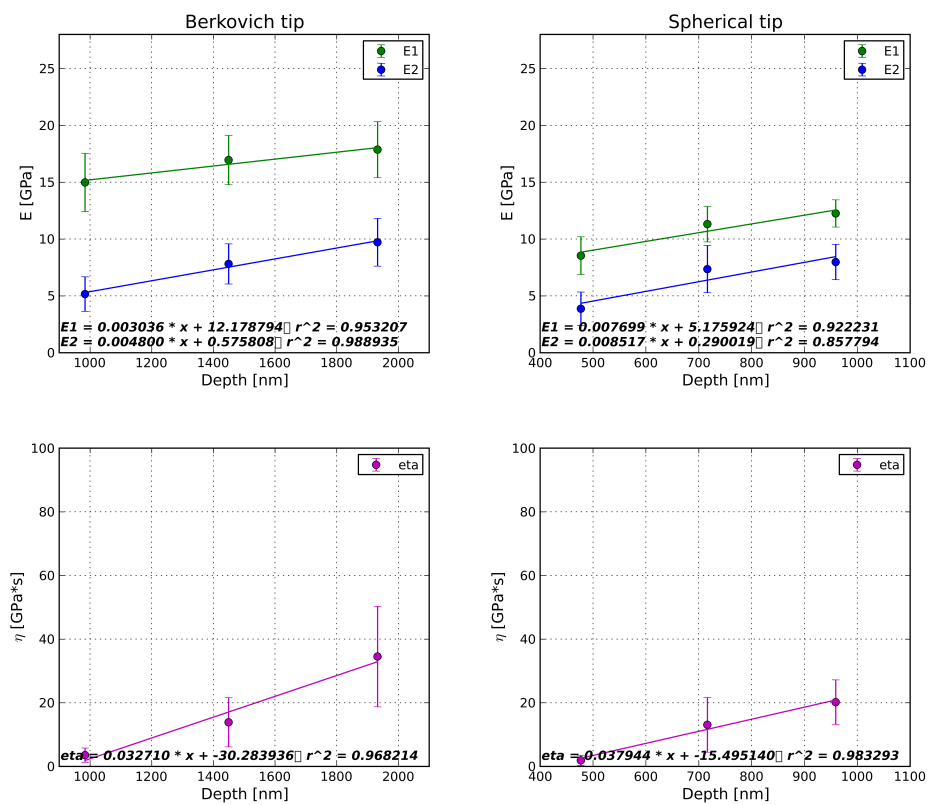 Berkovich tip
E1
E2
E [GPa]
25
20
15
10
5
0
E1 = 0.003036 * x + 12.178794▯ r^2 = 0.953207
E2 = 0.004800 * x + 0.575808▯ r^2 = 0.988935
1000 1200 1400 1600 1800 2000
Depth [nm]
Spherical tip
E1
E2
E [GPa]
25
20
15
10
5
0
E1 = 0.007699 * x + 5.175924▯ r^2 = 0.922231
E2 = 0.008517 * x + 0.290019▯ r^2 = 0.857794
400 500 600 700 800 900 1000 1100
Depth [nm]
eta
η [GPa*s]
100
80
60
40
20
0
eta = 0.032710 * x + -30.283936▯ r^2 = 0.968214
1000 1200 1400 1600 1800 2000
Depth [nm]
eta
η [GPa*s]
100
80
60
40
20
0
eta = 0.037944 * x + -15.495140▯ r^2 = 0.983293
400 500 600 700 800 900 1000 1100
Depth [nm]